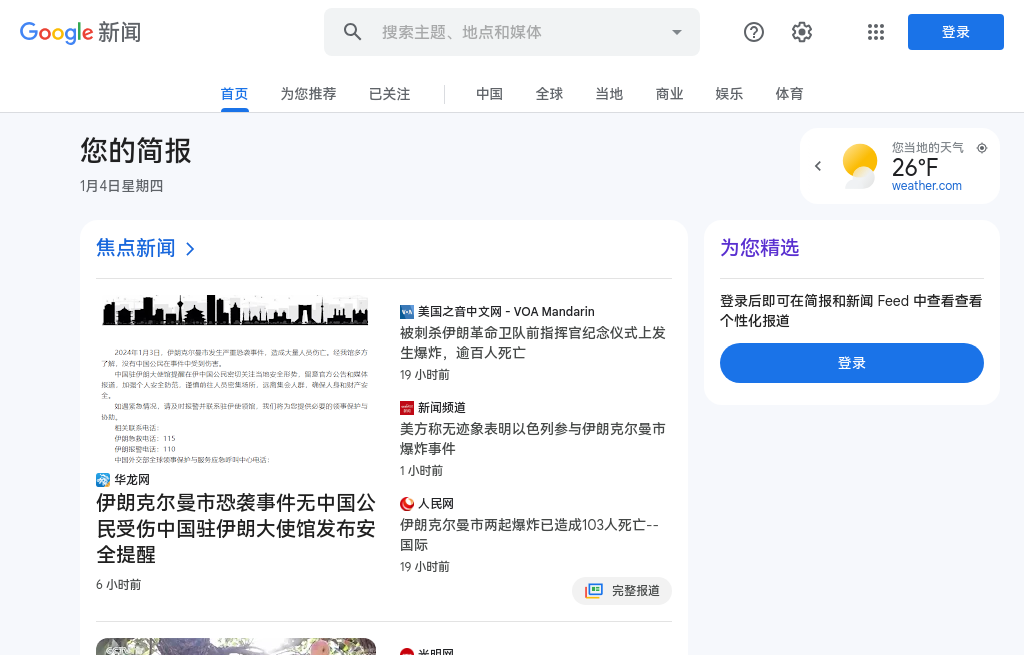 Google 新闻
搜索主题、地点和媒体
登录
首页
为您推荐
已关注
中国
全球
当地
商业
娱乐
体育
您的简报
1月4日星期四
您当地的天气
26°F
weather.com
焦点新闻
2024年1月3日，伊朗克尔曼市发生严重恐袭事件，造成大量人员伤亡。经我馆多方
了解，没有中国公民在事件中受到伤害。
中国驻伊朗大使馆提醒在伊中国公民密切关注当地安全形势，留意官方公告和媒体
报道，加强个人安全防范，谨慎前往人员密集场所，远离集会人群，确保人身和财产安
全。
如遇紧急情况，请及时报警并联系驻伊使领馆，我们将为您提供必要的领事保护与
协助。
相关联系电话：
伊朗急救电话：115
伊朗报警电话：110
中国外交部全球领事保护与服务应急呼叫中心电话：
华龙网
伊朗克尔曼市恐袭事件无中国公
民受伤中国驻伊朗大使馆发布安
全提醒
6 小时前
美国之音中文网 - VOA Mandarin
被刺杀伊朗革命卫队前指挥官纪念仪式上发
生爆炸，逾百人死亡
19 小时前
新闻频道
美方称无迹象表明以色列参与伊朗克尔曼市
爆炸事件
1 小时前
人民网
伊朗克尔曼市两起爆炸已造成103人死亡--
国际
19 小时前
完整报道
光明网
为您精选
登录后即可在简报和新闻 Feed 中查看查看
个性化报道
登录